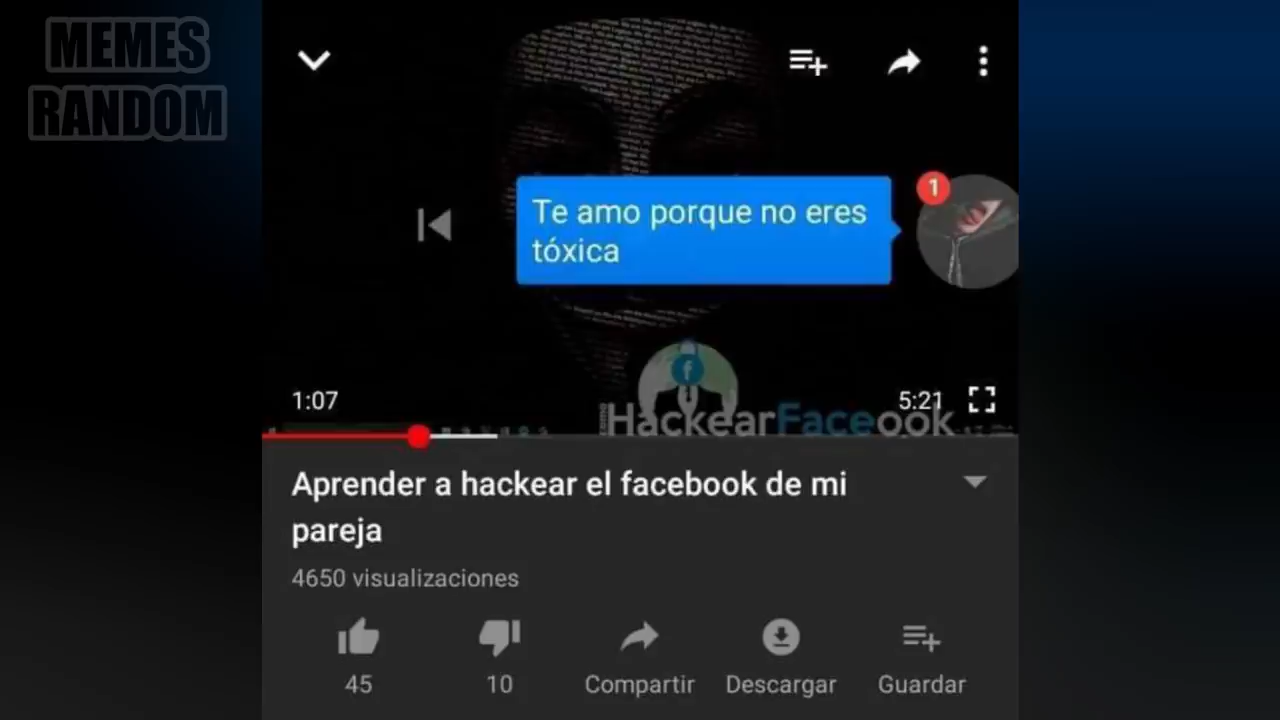 MEMES
RANDOM
1
Te amo porque no eres
tóxica
1:07
5:21
HackearFaceook
Aprender a hackear el facebook de mi
pareja
4650 visualizaciones
45
10
Compartir
Descargar
Guardar